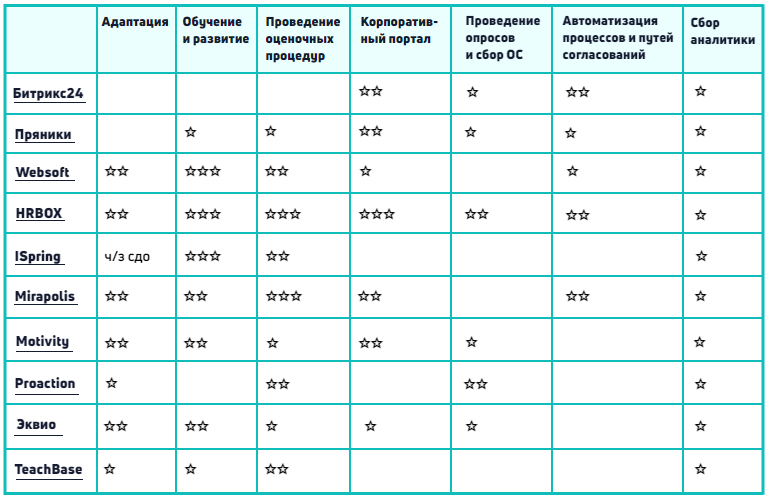 Адаптация
Обучение
и развитие
Проведение
оценочных
процедур
Корпоратив-
ный портал
Проведение
опросов
и сбор ОС
Автоматизация
процессов и путей
согласований
Сбор
аналитики
Битрикс24 ☆☆ ☆ ☆☆ ☆
Пряники ☆ ☆ ☆☆ ☆ ☆ ☆
Websoft ☆☆ ☆☆☆ ☆☆ ☆ ☆ ☆
HRBOX ☆☆ ☆☆☆ ☆☆☆ ☆☆☆ ☆☆ ☆☆ ☆
ISpring ч/з сдо ☆☆☆ ☆☆ ☆
Mirapolis ☆☆ ☆☆ ☆☆☆ ☆☆ ☆☆ ☆
Motivity ☆☆ ☆☆ ☆ ☆☆ ☆ ☆
Proaction ☆ ☆☆ ☆☆ ☆
Эквио ☆☆ ☆☆ ☆ ☆ ☆ ☆
TeachBase ☆ ☆ ☆☆ ☆